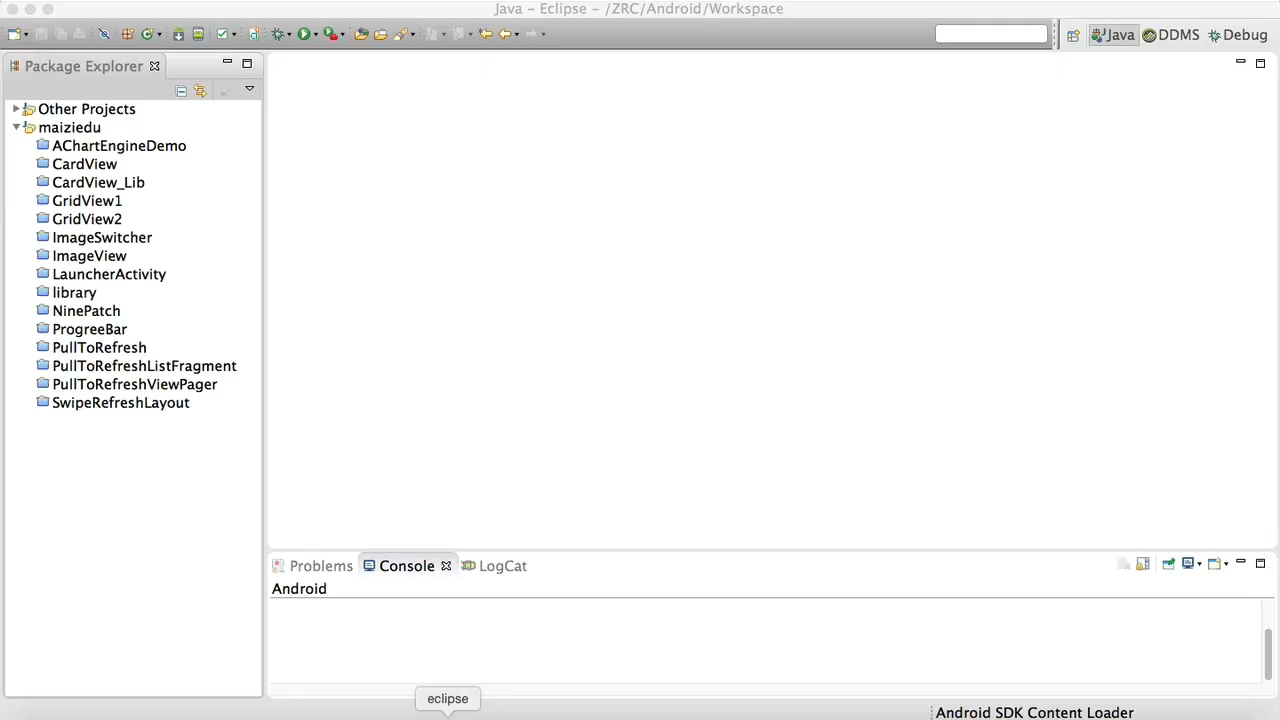 Java – Eclipse – /ZRC/Android/Workspace
Java
DDMS
Debug
Package Explorer
Other Projects
maiziedu
AChartEngineDemo
CardView
CardView_Lib
GridView1
GridView2
ImageSwitcher
ImageView
LauncherActivity
library
NinePatch
ProgreeBar
PullToRefresh
PullToRefreshListFragment
PullToRefreshViewPager
SwipeRefreshLayout
Problems
Console
LogCat
Android
eclipse
Android SDK Content Loader